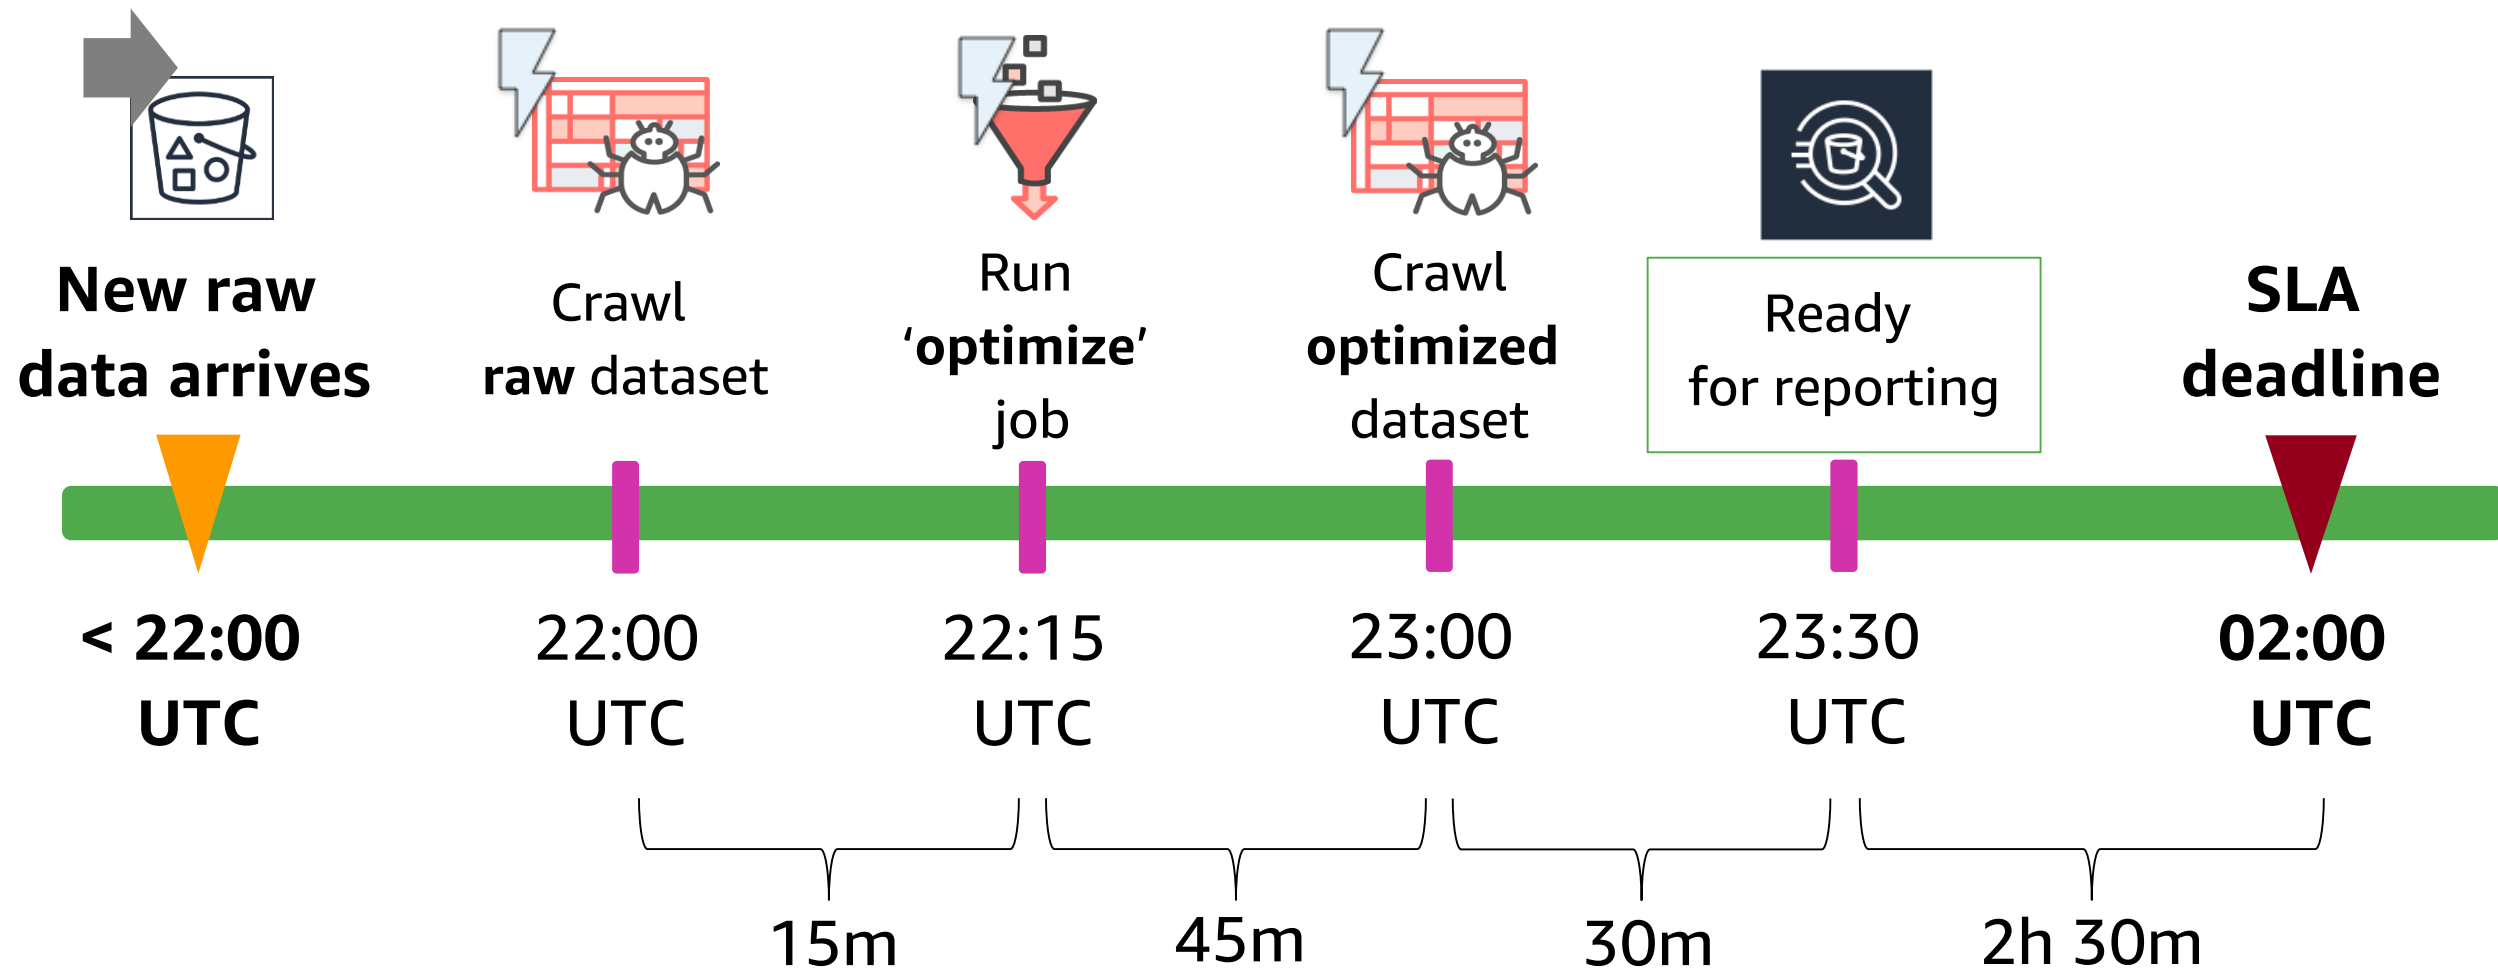 New raw
data arrives
Crawl
raw dataset
Run
‘optimize’
job
Crawl
optimized
dataset
Ready
for reporting
SLA
deadline
< 22:00
UTC
22:00
UTC
22:15
UTC
23:00
UTC
23:30
UTC
02:00
UTC
15m
45m
30m
2h 30m